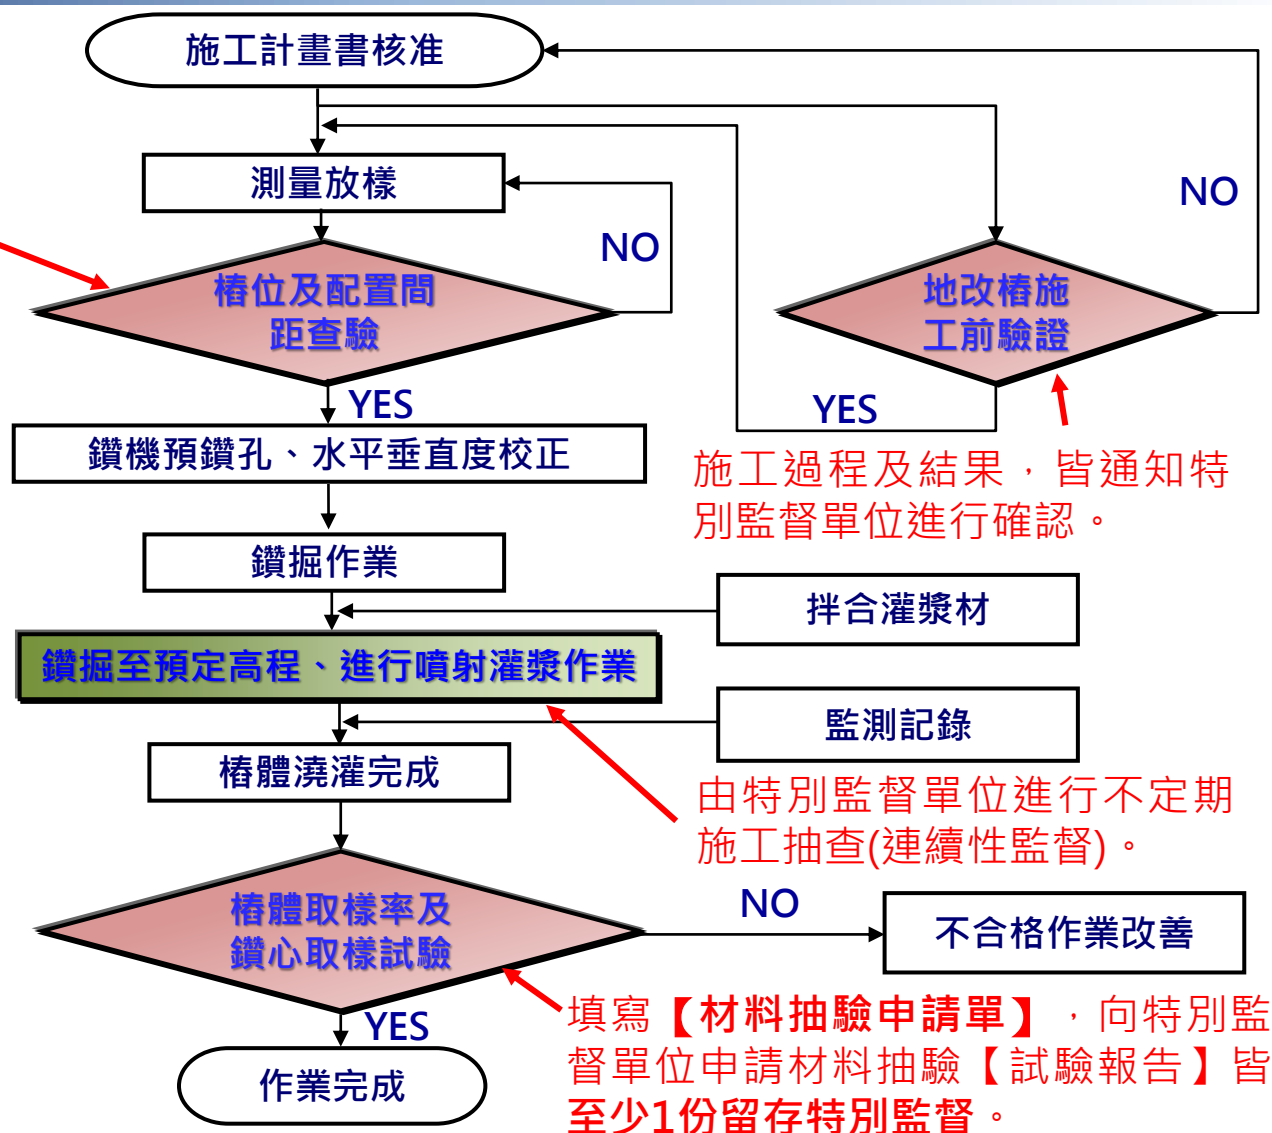 施工計畫書核准
測量放樣
NO
NO
樁位及配置間
距查驗
地改樁施
工前驗證
YES
YES
鑽機預鑽孔、水平垂直度校正
施工過程及結果，皆通知特
別監督單位進行確認。
鑽掘作業
拌合灌漿材
鑽掘至預定高程、進行噴射灌漿作業
監測記錄
樁體澆灌完成
由特別監督單位進行不定期
施工抽查(連續性監督)。
樁體取樣率及
鑽心取樣試驗
NO
不合格作業改善
填寫【材料抽驗申請單】，向特別監
督單位申請材料抽驗【試驗報告】皆
至少1份留存特別監督。
YES
作業完成